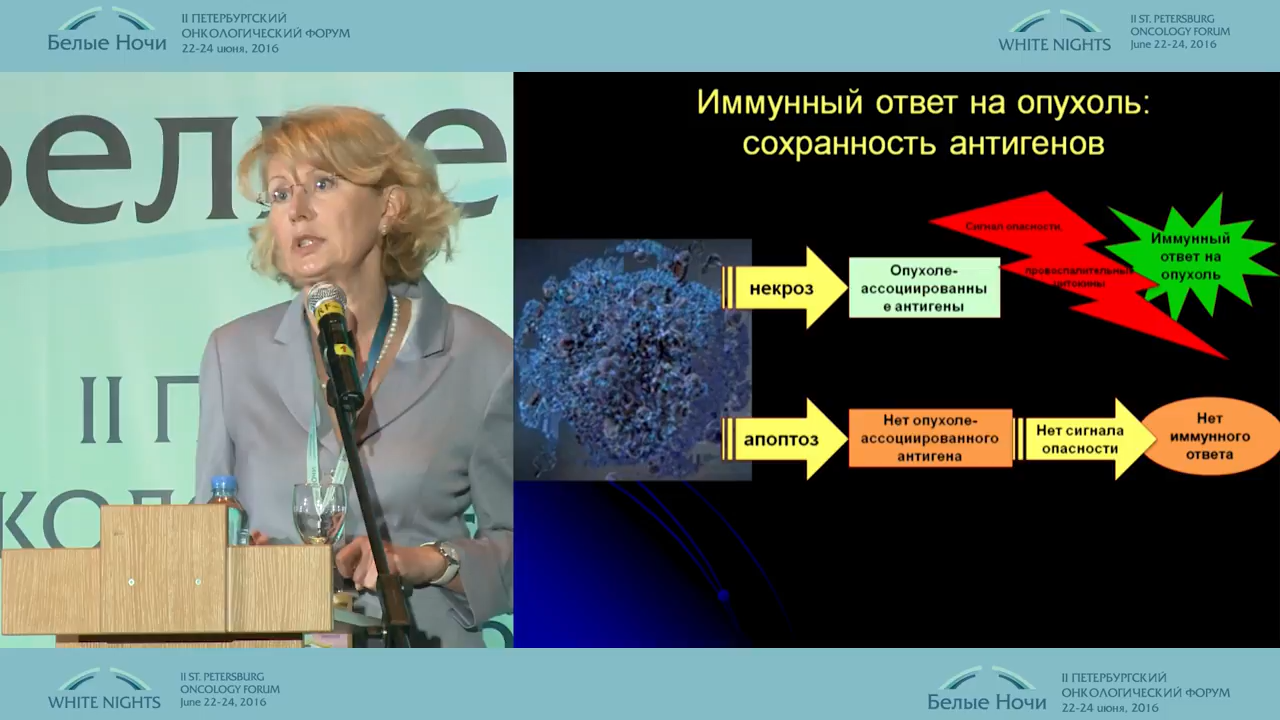 II ПЕТЕРБУРГСКИЙ
ОНКОЛОГИЧЕСКИЙ ФОРУМ
Белые Ночи
22-24 июня, 2016
II ST. PETERSBURG
ONCOLOGY FORUM
WHITE NIGHTS
June 22-24, 2016
Белые
II П
Иммунный ответ на опухоль:
сохранность антигенов
некроз
Опухоле-
ассоциированны
е антигены
Сигнал опасности,
провоспалительные
цитокины
Иммунный
ответ на
опухоль
апоптоз
Нет опухоле-
ассоциированного
антигена
Нет сигнала
опасности
Нет
иммунного
ответа
WHITE NIGHTS
II ST. PETERSBURG
ONCOLOGY FORUM
June 22-24, 2016
Белые Ночи
II ПЕТЕРБУРГСКИЙ
ОНКОЛОГИЧЕСКИЙ ФОРУМ
22-24 июня, 2016